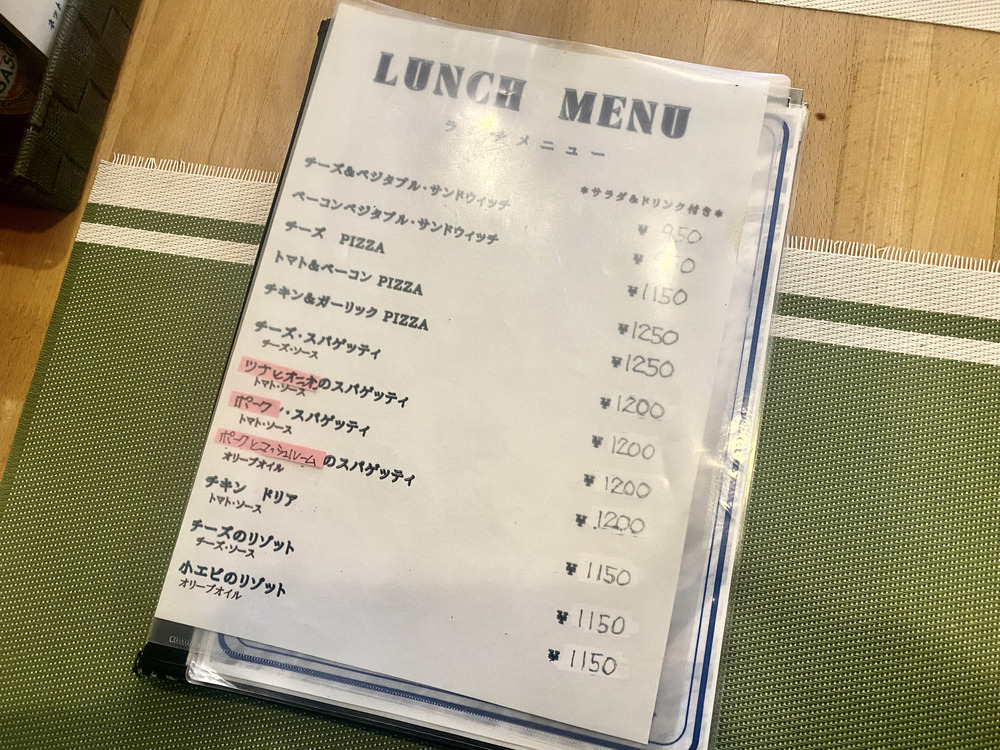 LUNCH MENU
ラ メニュー
*サラダ&ドリンク付き*
チーズ&ベジタブル・サンドウィッチ ¥950
ベーコンベジタブル・サンドウィッチ ¥
チーズ PIZZA ¥1150
トマト&ベーコン PIZZA ¥1250
チキン&ガーリック PIZZA ¥1250
チーズ・スパゲッティ ¥1200
チーズ・ソース
ツナとオニオンのスパゲッティ ¥1200
トマト・ソース
ポーク・スパゲッティ ¥1200
トマト・ソース
ポークとマッシュルームのスパゲッティ ¥1200
オリーブオイル
チキン ドリア ¥1150
トマト・ソース
チーズのリゾット ¥1150
チーズ・ソース
小エビのリゾット ¥1150
オリーブオイル